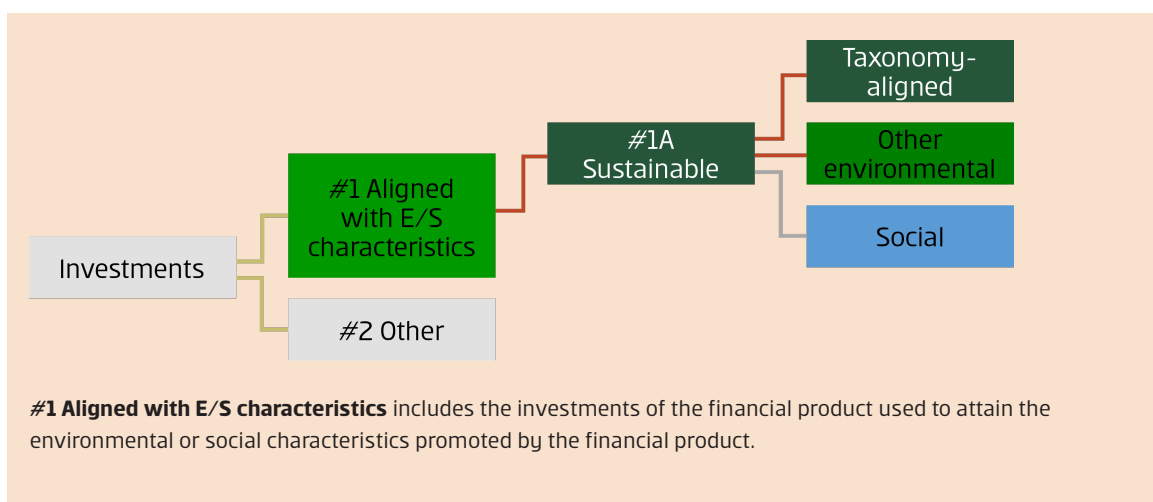 Taxonomy-
aligned
#1A
Sustainable
Other
environmental
#1 Aligned
with E/S
characteristics
Social
Investments
#2 Other
#1 Aligned with E/S characteristics includes the investments of the financial product used to attain the
environmental or social characteristics promoted by the financial product.